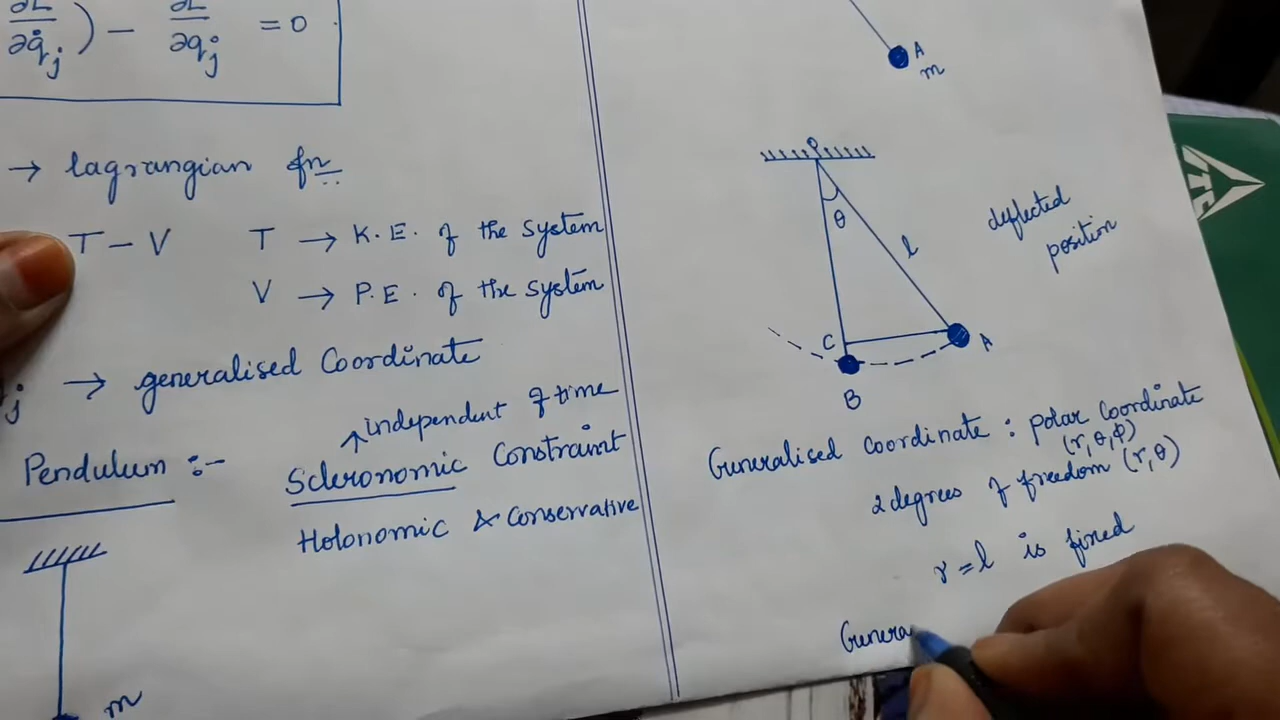 ∂L/∂q̇j ) − ∂L/∂qj = 0
→ lagrangian fn
T − V T → K.E. of the system
V → P.E. of the system
j → generalised Coordinate
↑ independent of time
Pendulum :- Scleronomic Constraint
Holonomic & Conservative
m
A
m
O
θ
l
deflected
position
C
A
B
Generalised coordinate : polar coordinate
(r, θ, φ)
2 degrees of freedom (r, θ)
r = l is fixed
Genera